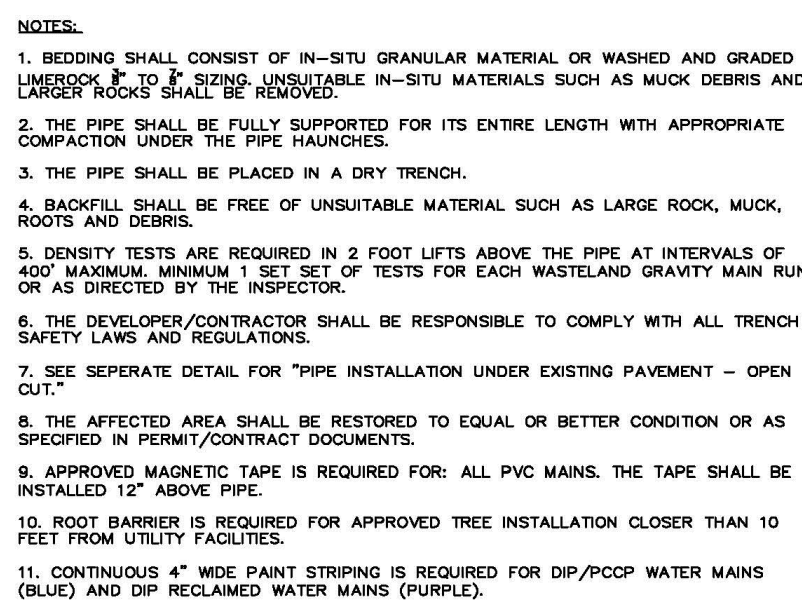 NOTES:
1. BEDDING SHALL CONSIST OF IN-SITU GRANULAR MATERIAL OR WASHED AND GRADED
LIMEROCK ⅜" TO ⅞" SIZING. UNSUITABLE IN-SITU MATERIALS SUCH AS MUCK DEBRIS AND
LARGER ROCKS SHALL BE REMOVED.
2. THE PIPE SHALL BE FULLY SUPPORTED FOR ITS ENTIRE LENGTH WITH APPROPRIATE
COMPACTION UNDER THE PIPE HAUNCHES.
3. THE PIPE SHALL BE PLACED IN A DRY TRENCH.
4. BACKFILL SHALL BE FREE OF UNSUITABLE MATERIAL SUCH AS LARGE ROCK, MUCK,
ROOTS AND DEBRIS.
5. DENSITY TESTS ARE REQUIRED IN 2 FOOT LIFTS ABOVE THE PIPE AT INTERVALS OF
400' MAXIMUM. MINIMUM 1 SET SET OF TESTS FOR EACH WASTELAND GRAVITY MAIN RUN
OR AS DIRECTED BY THE INSPECTOR.
6. THE DEVELOPER/CONTRACTOR SHALL BE RESPONSIBLE TO COMPLY WITH ALL TRENCH
SAFETY LAWS AND REGULATIONS.
7. SEE SEPERATE DETAIL FOR "PIPE INSTALLATION UNDER EXISTING PAVEMENT – OPEN
CUT."
8. THE AFFECTED AREA SHALL BE RESTORED TO EQUAL OR BETTER CONDITION OR AS
SPECIFIED IN PERMIT/CONTRACT DOCUMENTS.
9. APPROVED MAGNETIC TAPE IS REQUIRED FOR: ALL PVC MAINS. THE TAPE SHALL BE
INSTALLED 12" ABOVE PIPE.
10. ROOT BARRIER IS REQUIRED FOR APPROVED TREE INSTALLATION CLOSER THAN 10
FEET FROM UTILITY FACILITIES.
11. CONTINUOUS 4" WIDE PAINT STRIPING IS REQUIRED FOR DIP/PCCP WATER MAINS
(BLUE) AND DIP RECLAIMED WATER MAINS (PURPLE).